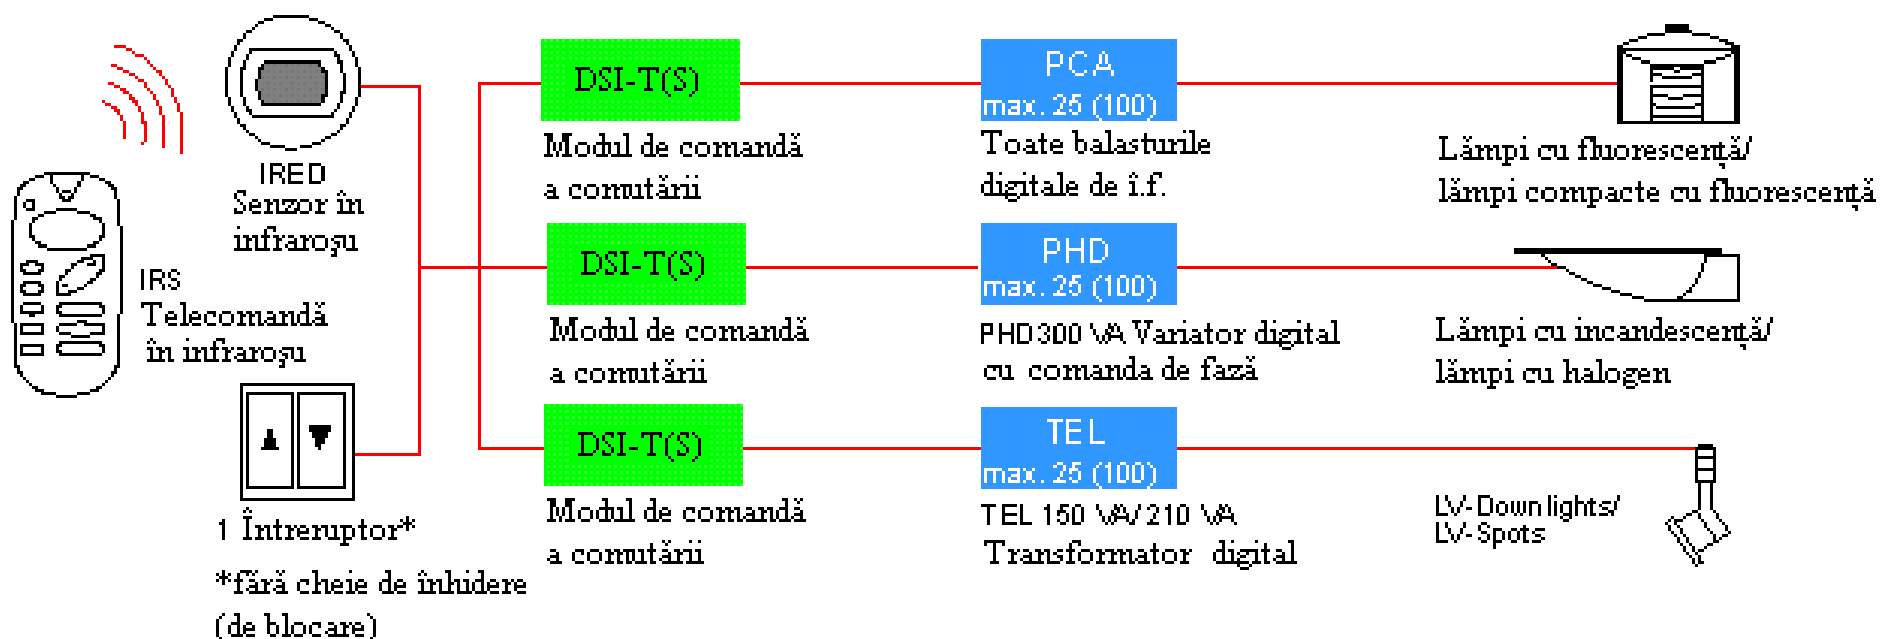 IRED
Senzor în
infraroşu
IRS
Telecomandă
în infraroşu
1 Întreruptor*
*fără cheie de înhidere
(de blocare)
DSI-T(S)
Modul de comandă
a comutării
DSI-T(S)
Modul de comandă
a comutării
DSI-T(S)
Modul de comandă
a comutării
PCA
max. 25 (100)
Toate balasturile
digitale de î.f.
PHD
max. 25 (100)
PHD300 VA Variator digital
cu comanda de fază
TEL
max. 25 (100)
TEL 150 VA/210 VA
Transformator digital
Lămpi cu fluorescenţă/
lămpi compacte cu fluorescenţă
Lămpi cu incandescenţă/
lămpi cu halogen
LV-Downlights/
LV-Spots